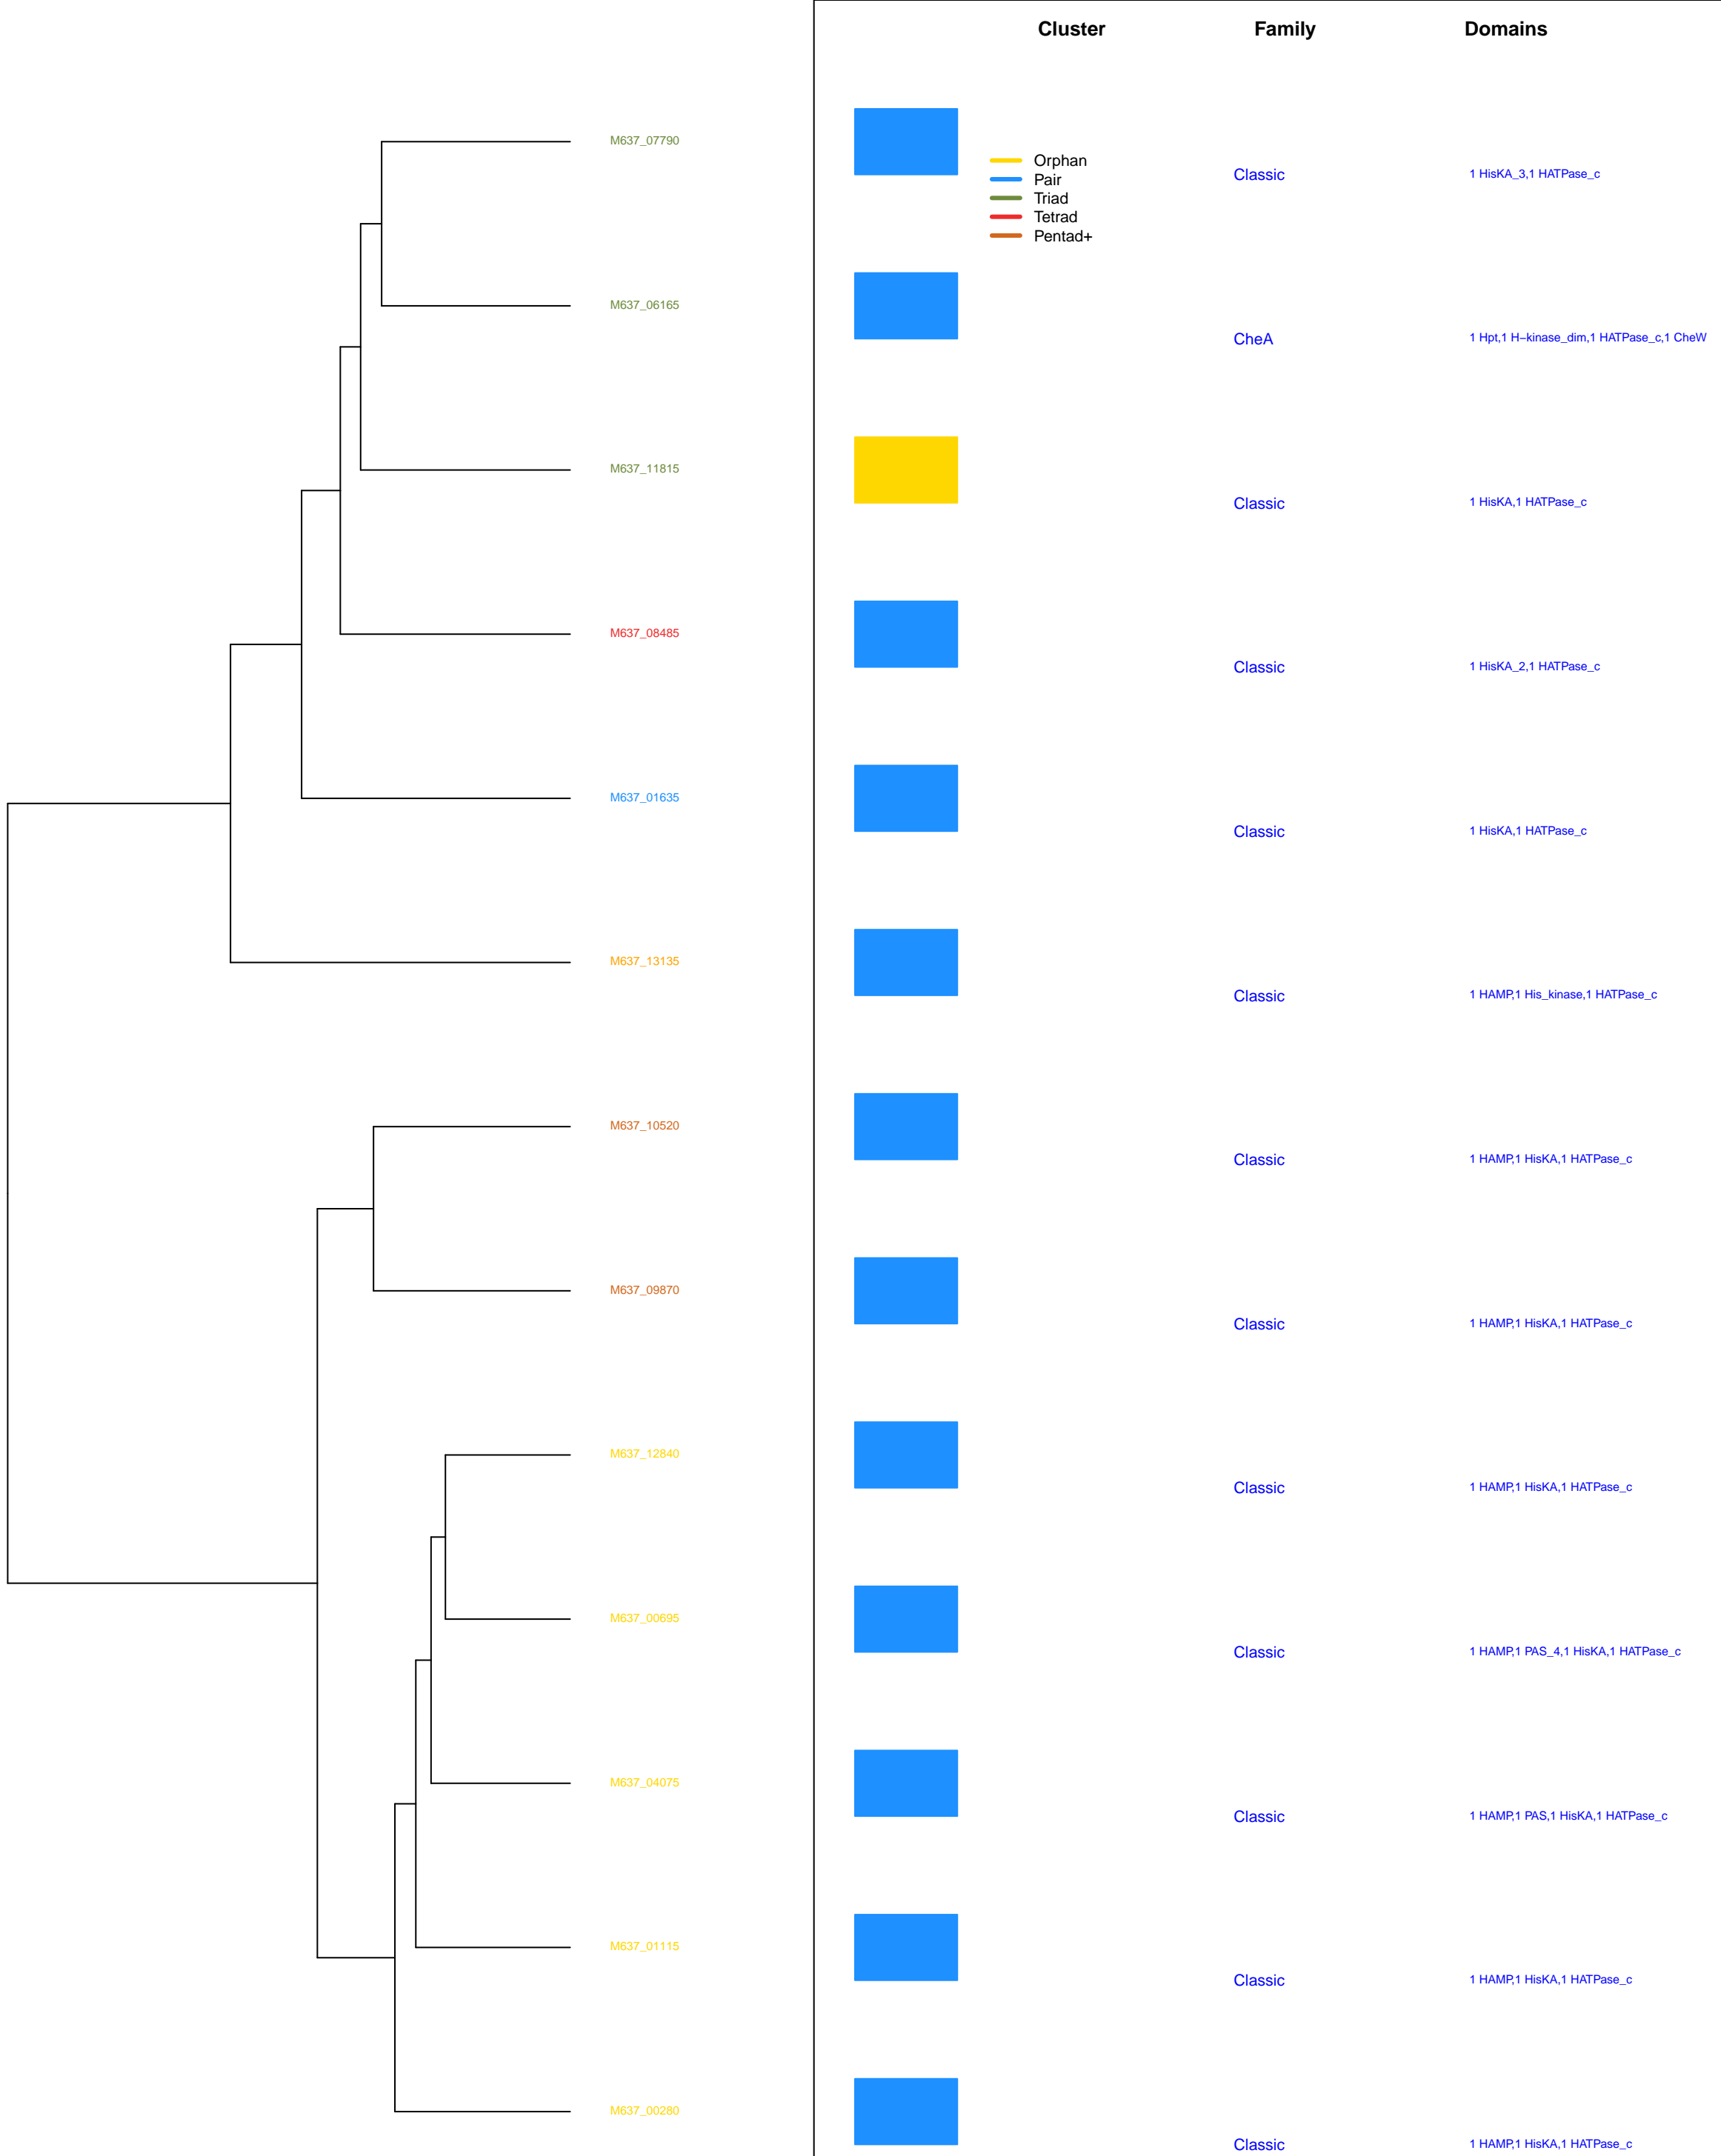 Cluster Family Domains
M637_07790
Orphan
Pair
Triad
Tetrad
Pentad+
Classic 1 HisKA_3,1 HATPase_c
M637_06165
CheA 1 Hpt,1 H−kinase_dim,1 HATPase_c,1 CheW
M637_11815
Classic 1 HisKA,1 HATPase_c
M637_08485
Classic 1 HisKA_2,1 HATPase_c
M637_01635
Classic 1 HisKA,1 HATPase_c
M637_13135
Classic 1 HAMP,1 His_kinase,1 HATPase_c
M637_10520
Classic 1 HAMP,1 HisKA,1 HATPase_c
M637_09870
Classic 1 HAMP,1 HisKA,1 HATPase_c
M637_12840
Classic 1 HAMP,1 HisKA,1 HATPase_c
M637_00695
Classic 1 HAMP,1 PAS_4,1 HisKA,1 HATPase_c
M637_04075
Classic 1 HAMP,1 PAS,1 HisKA,1 HATPase_c
M637_01115
Classic 1 HAMP,1 HisKA,1 HATPase_c
M637_00280
Classic 1 HAMP,1 HisKA,1 HATPase_c